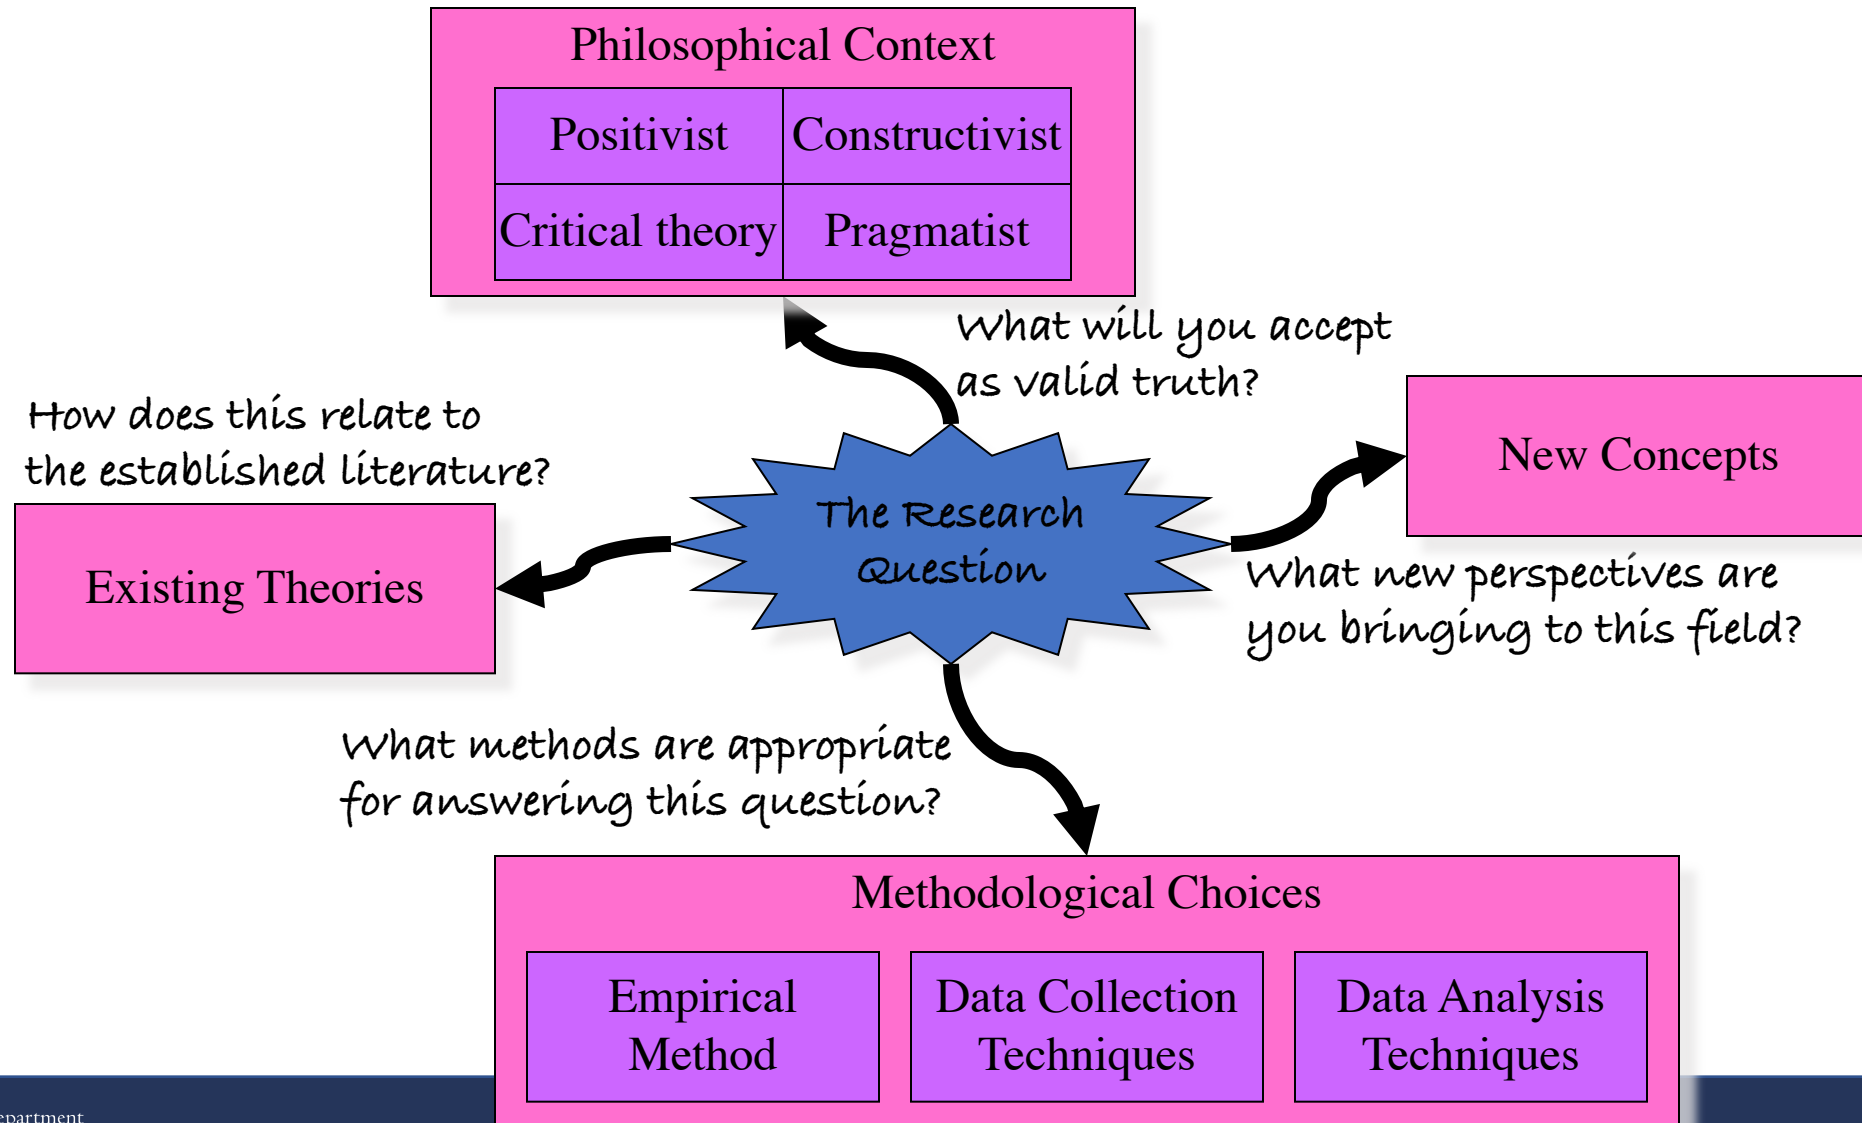 Philosophical Context
Positivist
Constructivist
Critical theory
Pragmatist
What will you accept
as valid truth?
How does this relate to
the established literature?
New Concepts
The Research
Question
Existing Theories
What new perspectives are
you bringing to this field?
What methods are appropriate
for answering this question?
Methodological Choices
Empirical
Method
Data Collection
Techniques
Data Analysis
Techniques
epartment